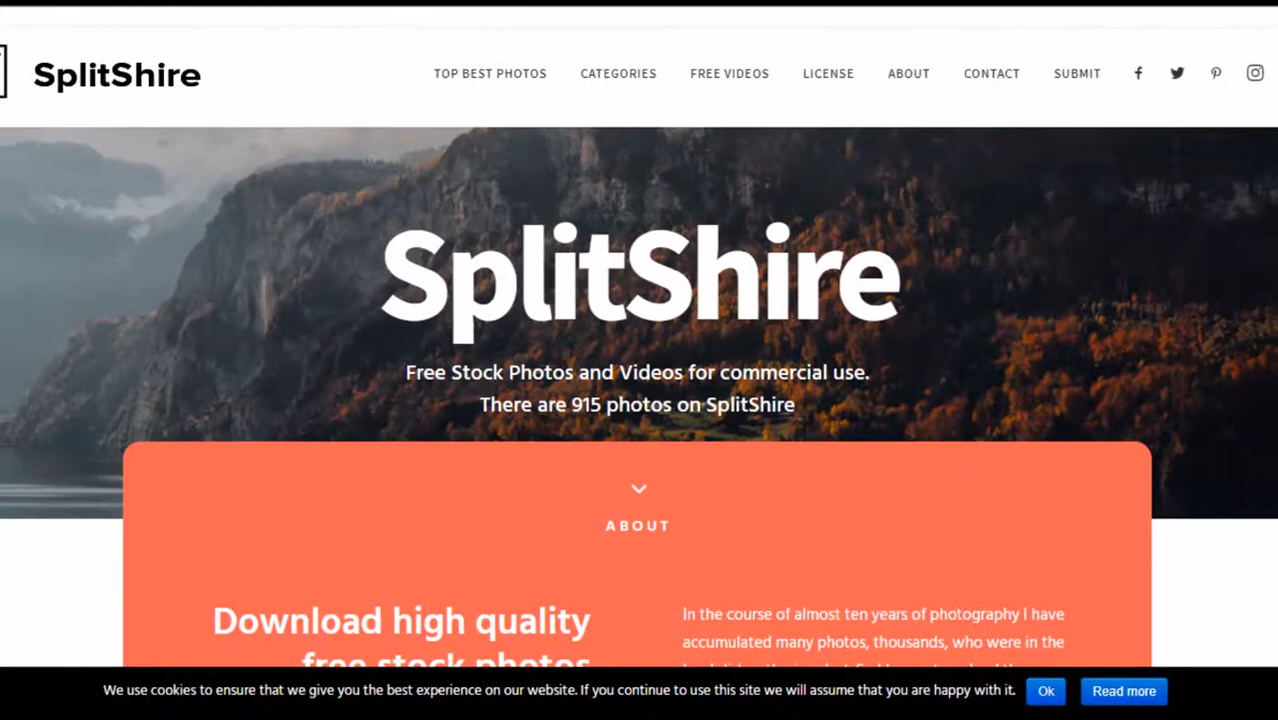 SplitShire
TOP BEST PHOTOS CATEGORIES FREE VIDEOS LICENSE ABOUT CONTACT SUBMIT
SplitShire
Free Stock Photos and Videos for commercial use.
There are 915 photos on SplitShire
ABOUT
Download high quality
free stock photos
In the course of almost ten years of photography I have
accumulated many photos, thousands, who were in the
We use cookies to ensure that we give you the best experience on our website. If you continue to use this site we will assume that you are happy with it. Ok Read more